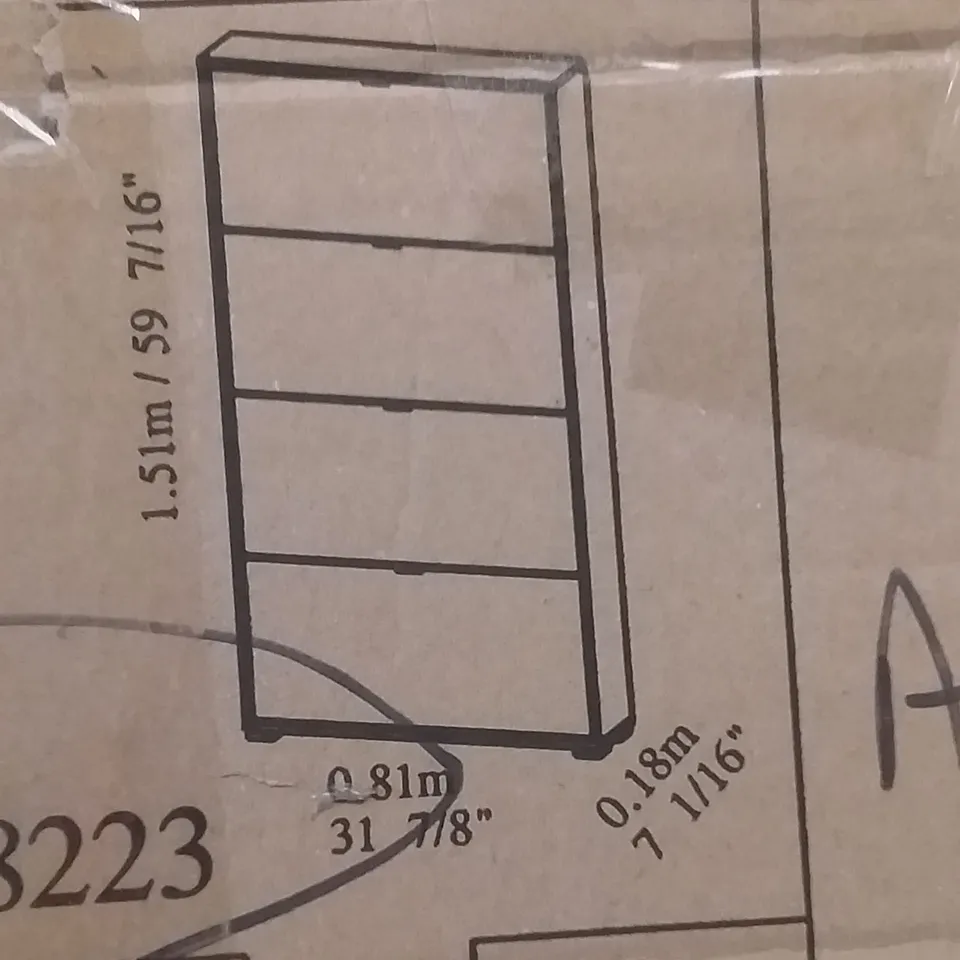 1.51m / 59 7/16"
0.81m
31 7/8"
0.18m
7 1/16"
3223
A